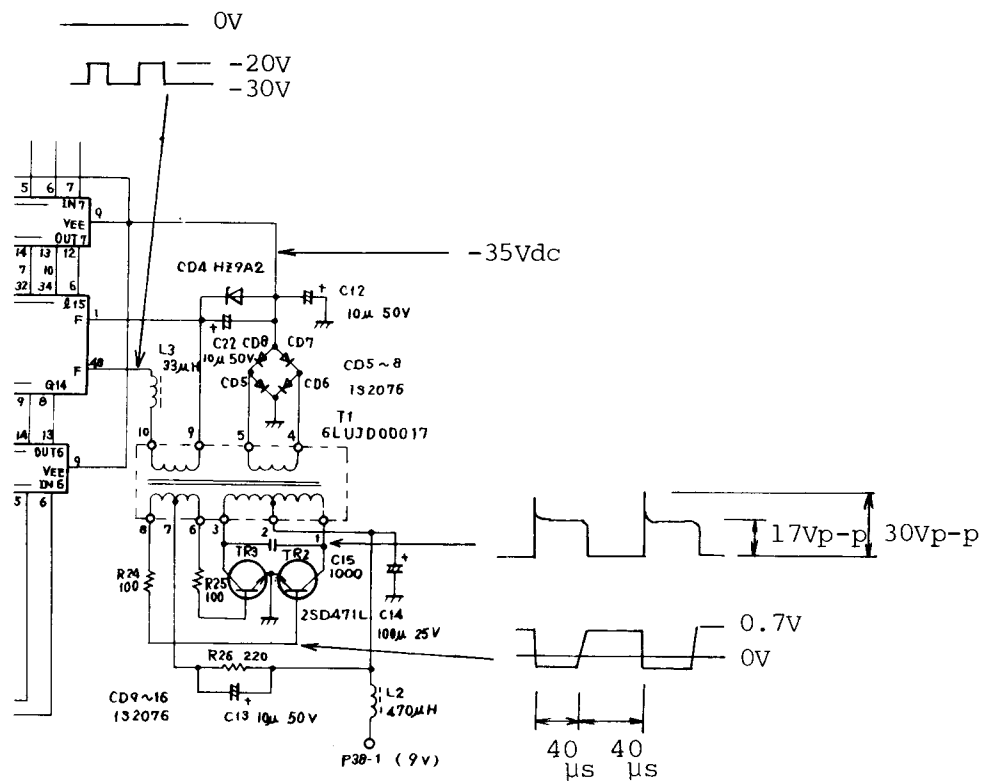 0V
-20V
-30V
5 6 7
IN7
VEE 9
OUT7
14 13 12
7 10
32 34 6
ℓ15
F 1
F 48
G14
9 8
14 13
OUT6
VEE 9
IN6
5 6
-35Vdc
CD4 HZ9A2
C12
10μ 50V
L3
33μH
C22
10μ 50V
CD8 CD7
CD5 CD6
CD5~8
1S2076
T1
6LUJD00017
10 9 5 4
8 7 6 3 2 1
TR3 TR2
C15
1000
R24
100
R25
100
2SD471L
C14
100μ 25V
R26 220
CD9~16
1S2076
C13 10μ 50V
L2
470μH
P38-1 (9V)
17Vp-p 30Vp-p
0.7V
0V
40 μs 40 μs